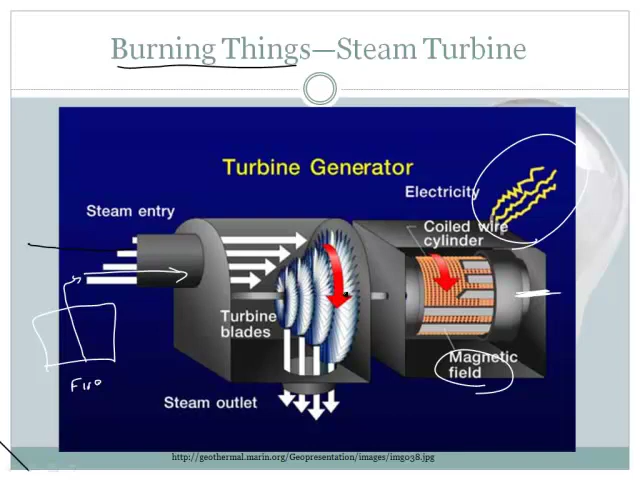 Burning Things—Steam Turbine
Turbine Generator
Electricity
Steam entry
Coiled wire
cylinder
Turbine
blades
Magnetic
field
Fire
Steam outlet
http://geothermal.marin.org/Geopresentation/images/img038.jpg